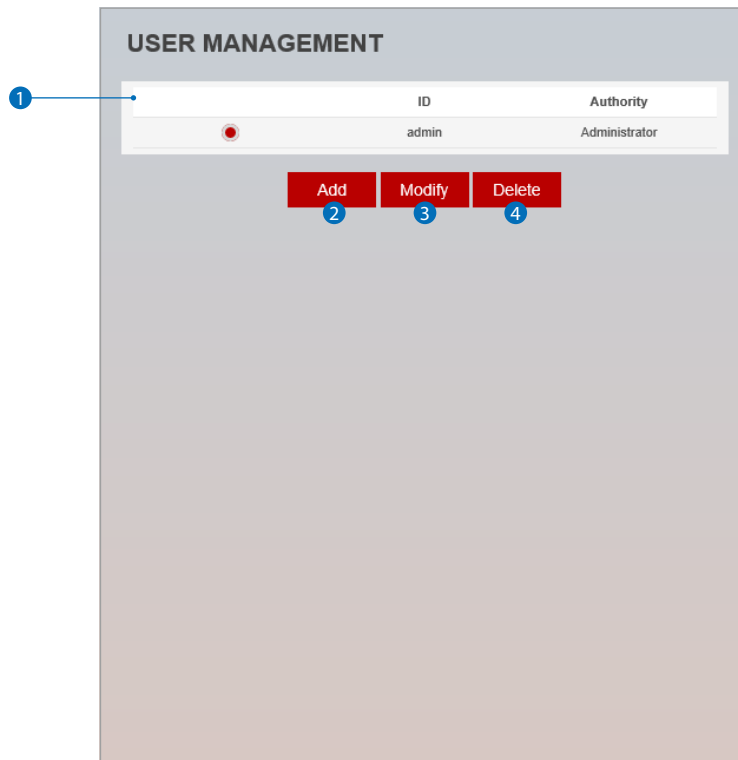 USER MANAGEMENT
1
ID Authority
admin Administrator
Add Modify Delete
2 3 4